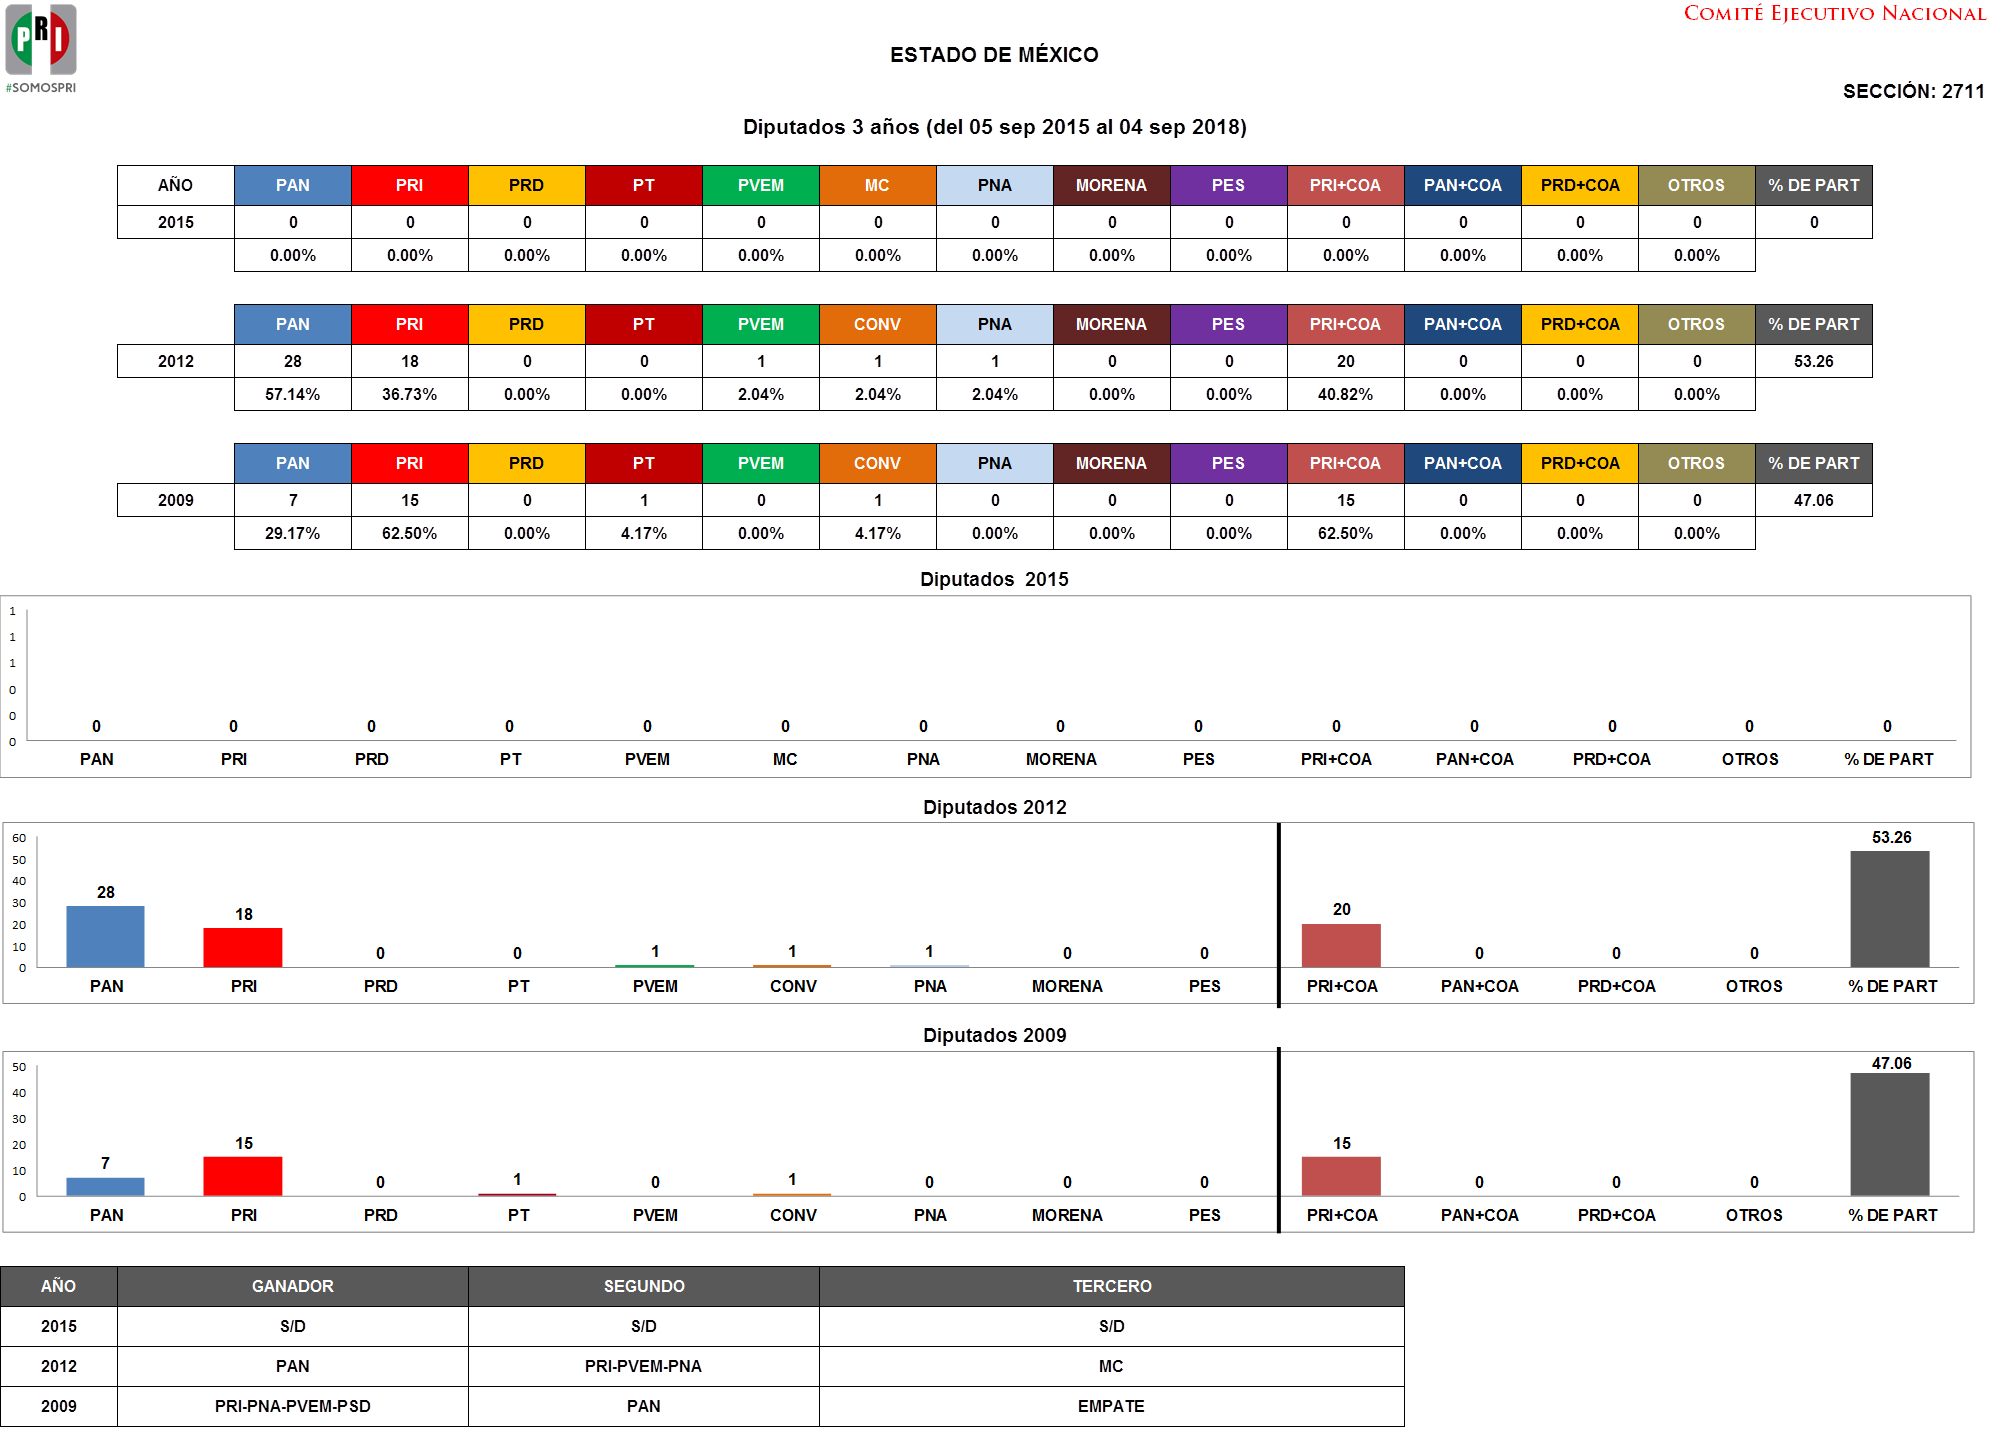 PRI
#SOMOSPRI
COMITÉ EJECUTIVO NACIONAL
ESTADO DE MÉXICO
SECCIÓN: 2711
Diputados 3 años (del 05 sep 2015 al 04 sep 2018)
AÑO PAN PRI PRD PT PVEM MC PNA MORENA PES PRI+COA PAN+COA PRD+COA OTROS % DE PART
2015 0 0 0 0 0 0 0 0 0 0 0 0 0 0
0.00% 0.00% 0.00% 0.00% 0.00% 0.00% 0.00% 0.00% 0.00% 0.00% 0.00% 0.00% 0.00%
PAN PRI PRD PT PVEM CONV PNA MORENA PES PRI+COA PAN+COA PRD+COA OTROS % DE PART
2012 28 18 0 0 1 1 1 0 0 20 0 0 0 53.26
57.14% 36.73% 0.00% 0.00% 2.04% 2.04% 2.04% 0.00% 0.00% 40.82% 0.00% 0.00% 0.00%
PAN PRI PRD PT PVEM CONV PNA MORENA PES PRI+COA PAN+COA PRD+COA OTROS % DE PART
2009 7 15 0 1 0 1 0 0 0 15 0 0 0 47.06
29.17% 62.50% 0.00% 4.17% 0.00% 4.17% 0.00% 0.00% 0.00% 62.50% 0.00% 0.00% 0.00%
Diputados 2015
1
1
1
0
0
0
0 0 0 0 0 0 0 0 0 0 0 0 0 0
PAN PRI PRD PT PVEM MC PNA MORENA PES PRI+COA PAN+COA PRD+COA OTROS % DE PART
Diputados 2012
60
50
40
30
20
10
0
28 18 0 0 1 1 1 0 0 20 0 0 0 53.26
PAN PRI PRD PT PVEM CONV PNA MORENA PES PRI+COA PAN+COA PRD+COA OTROS % DE PART
Diputados 2009
50
40
30
20
10
0
7 15 0 1 0 1 0 0 0 15 0 0 0 47.06
PAN PRI PRD PT PVEM CONV PNA MORENA PES PRI+COA PAN+COA PRD+COA OTROS % DE PART
AÑO GANADOR SEGUNDO TERCERO
2015 S/D S/D S/D
2012 PAN PRI-PVEM-PNA MC
2009 PRI-PNA-PVEM-PSD PAN EMPATE